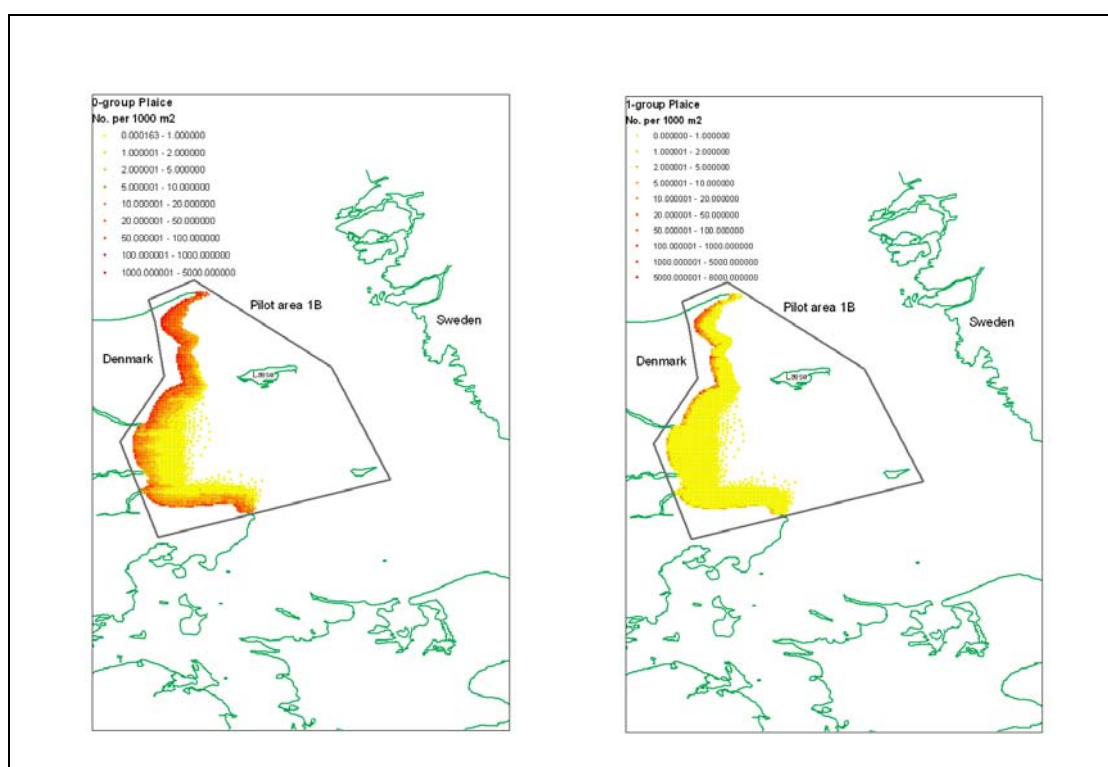 0-group Plaice
No. per 1000 m2
0.000163 - 1.000000
1.000001 - 2.000000
2.000001 - 5.000000
5.000001 - 10.000000
10.000001 - 20.000000
20.000001 - 50.000000
50.000001 - 100.000000
100.000001 - 1000.000000
1000.000001 - 5000.000000
Pilot area 1B
Sweden
Denmark
Læsø
1-group Plaice
No. per 1000 m2
0.000000 - 1.000000
1.000001 - 2.000000
2.000001 - 5.000000
5.000001 - 10.000000
10.000001 - 20.000000
20.000001 - 50.000000
50.000001 - 100.000000
100.000001 - 1000.000000
1000.000001 - 5000.000000
5000.000001 - 8000.000000
Pilot area 1B
Sweden
Denmark
Læsø